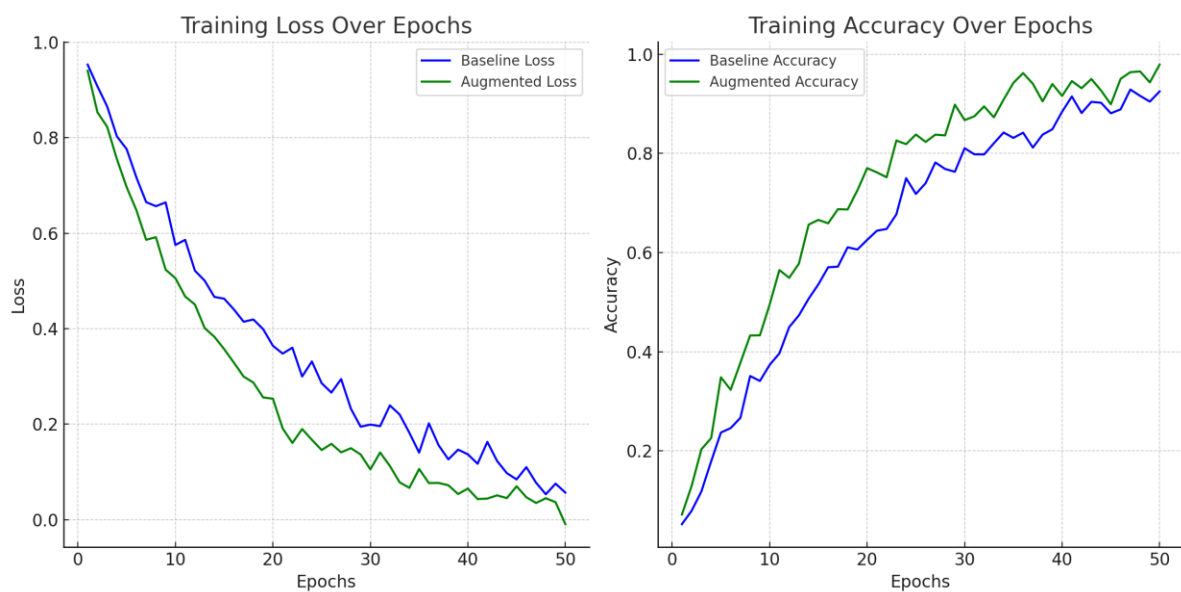 Training Loss Over Epochs
Baseline Loss
Augmented Loss
1.0
0.8
0.6
0.4
0.2
0.0
Loss
0 10 20 30 40 50
Epochs
Training Accuracy Over Epochs
Baseline Accuracy
Augmented Accuracy
1.0
0.8
0.6
0.4
0.2
Accuracy
0 10 20 30 40 50
Epochs